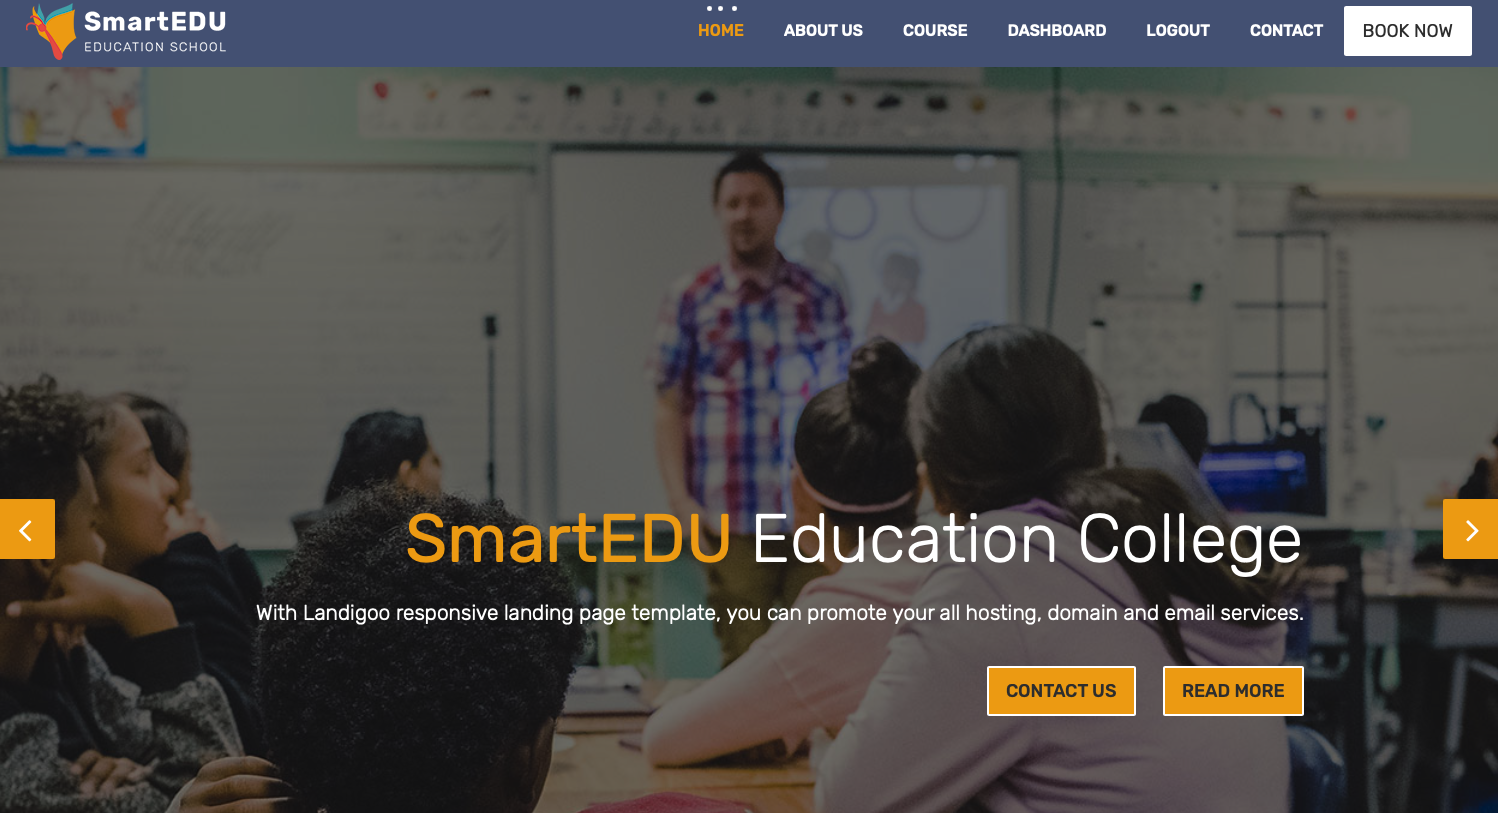 SmartEDU
EDUCATION SCHOOL
HOME ABOUT US COURSE DASHBOARD LOGOUT CONTACT BOOK NOW
SmartEDU Education College
With Landigoo responsive landing page template, you can promote your all hosting, domain and email services.
CONTACT US READ MORE